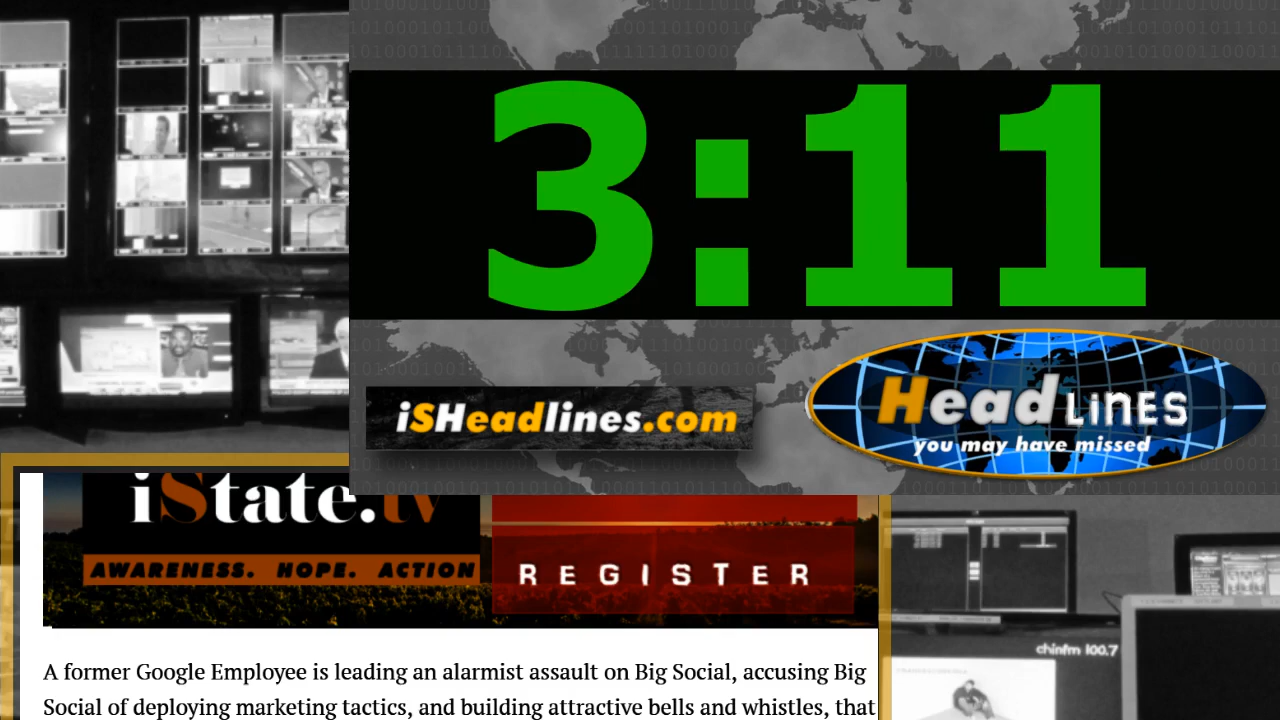 3:11
iSHeadlines.com
HeadLiNES
you may have missed
iState.tv
AWARENESS. HOPE. ACTION
REGISTER
chinfm 100.7
A former Google Employee is leading an alarmist assault on Big Social, accusing Big
Social of deploying marketing tactics, and building attractive bells and whistles, that